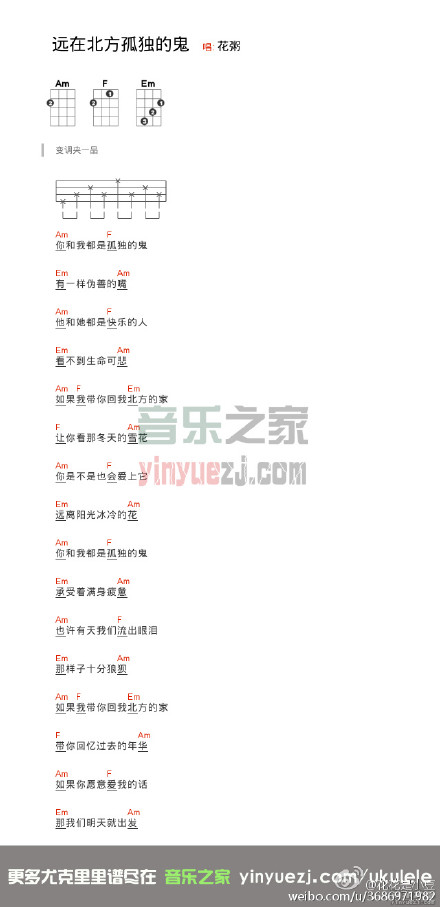 远在北方孤独的鬼 唱: 花粥
Am F Em
2 1 2 1 2 3
变调夹一品
Am F
你和我都是孤独的鬼
Em Am
有一样伪善的嘴
Am F
他和她都是快乐的人
Em Am
看不到生命可悲
Am F Em
如果我带你回我北方的家
F Am
让你看那冬天的雪花
Am F
你是不是也会爱上它
Em Am
远离阳光冰冷的花
Am F
你和我都是孤独的鬼
Em Am
承受着满身疲惫
Am F
也许有天我们流出眼泪
Em Am
那样子十分狼狈
Am F Em
如果我带你回我北方的家
F Am
带你回忆过去的年华
Am F
如果你愿意爱我的话
Em Am
那我们明天就出发
音乐之家
yinyuezj.com
更多尤克里里谱尽在 音乐之家 yinyuezj.com/ukulele
weibo.com/3686971982